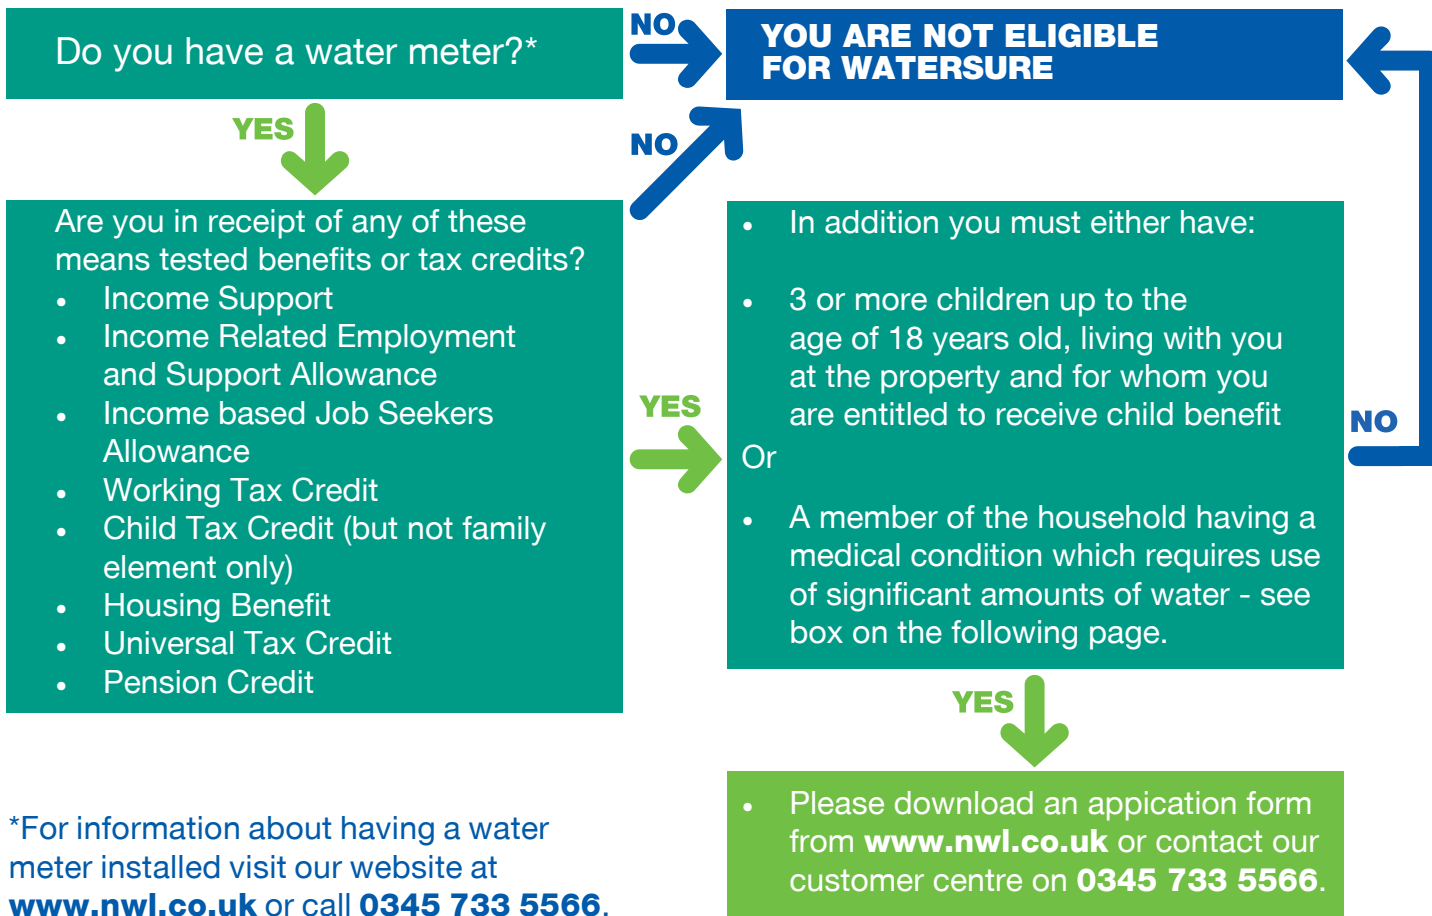 Do you have a water meter?*
NO
YOU ARE NOT ELIGIBLE
FOR WATERSURE
YES
NO
Are you in receipt of any of these
means tested benefits or tax credits?
• Income Support
• Income Related Employment
and Support Allowance
• Income based Job Seekers
Allowance
• Working Tax Credit
• Child Tax Credit (but not family
element only)
• Housing Benefit
• Universal Tax Credit
• Pension Credit
YES
• In addition you must either have:
• 3 or more children up to the
age of 18 years old, living with you
at the property and for whom you
are entitled to receive child benefit
Or
• A member of the household having a
medical condition which requires use
of significant amounts of water - see
box on the following page.
NO
YES
• Please download an appication form
from www.nwl.co.uk or contact our
customer centre on 0345 733 5566.
*For information about having a water
meter installed visit our website at
www.nwl.co.uk or call 0345 733 5566.